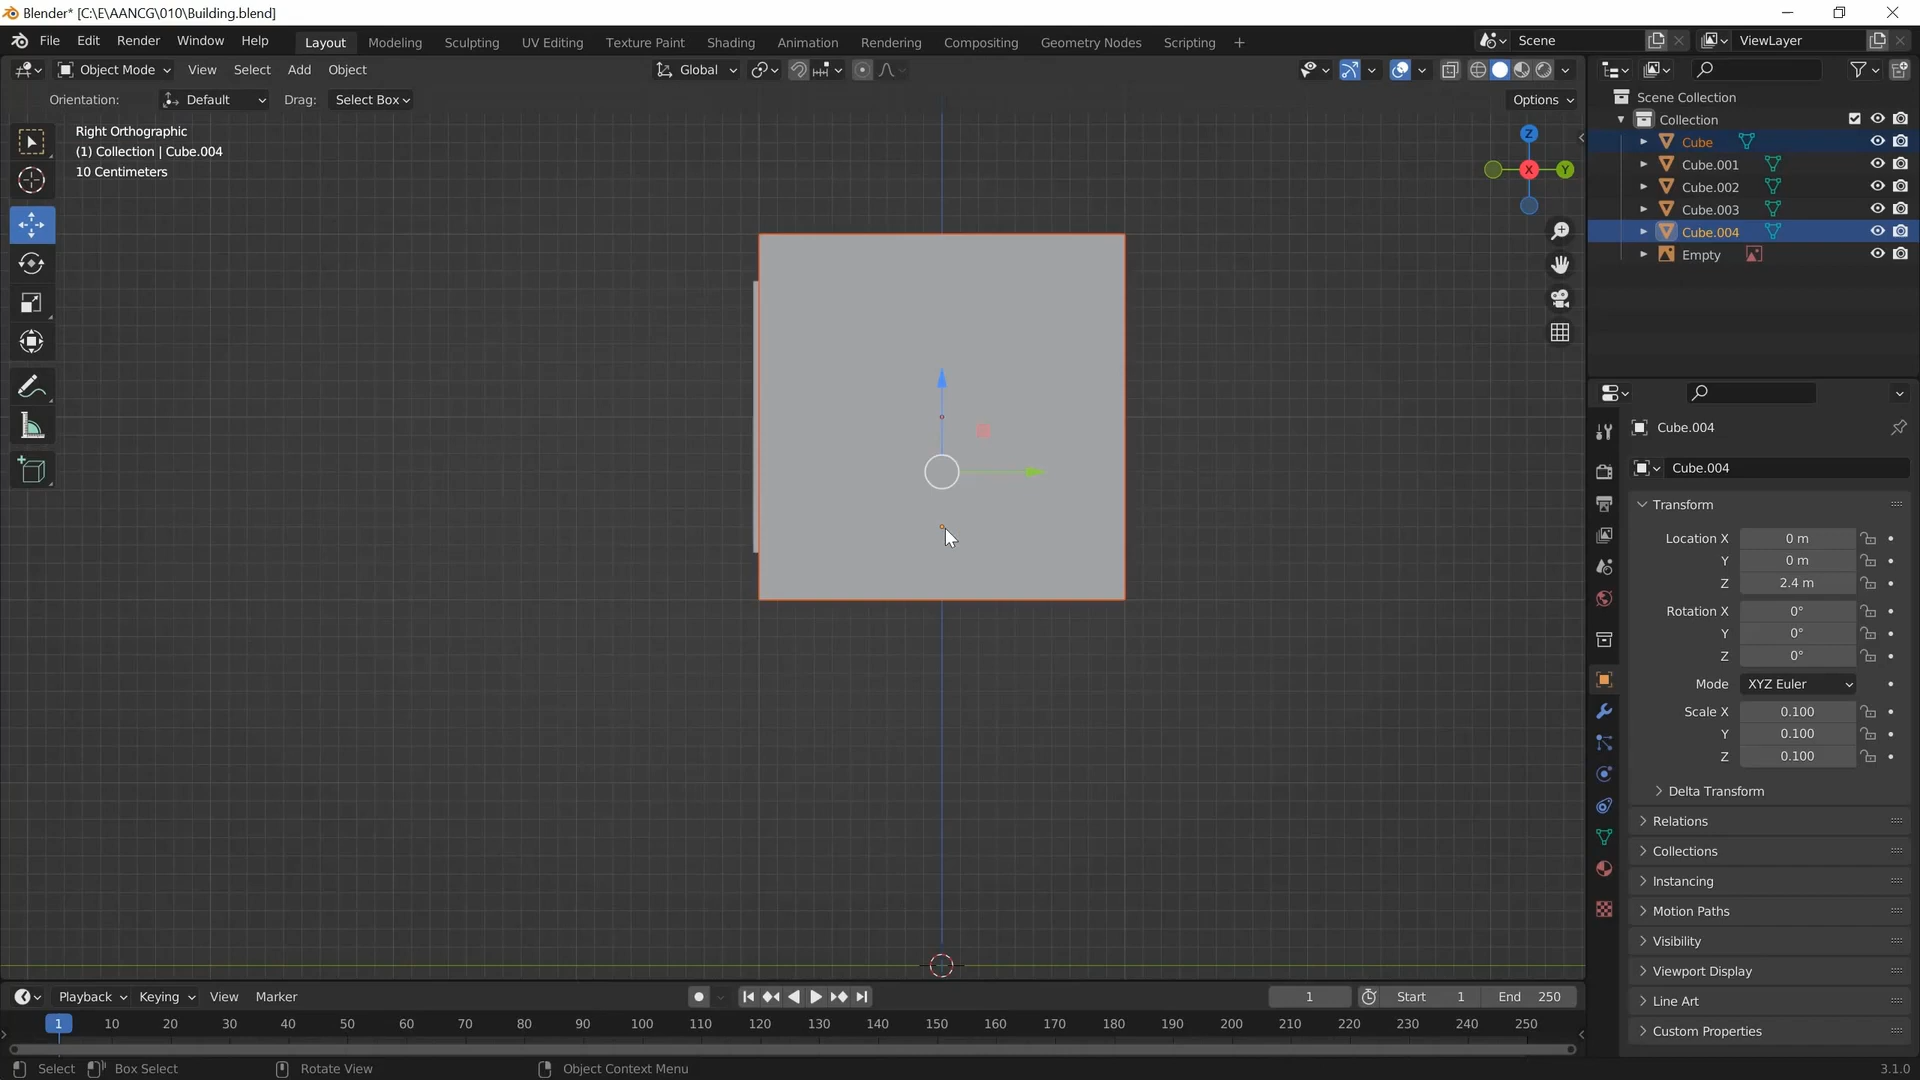 Blender* [C:\E\AANCG\010\Building.blend]
File Edit Render Window Help Layout Modeling Sculpting UV Editing Texture Paint Shading Animation Rendering Compositing Geometry Nodes Scripting Scene ViewLayer
Object Mode View Select Add Object Global
Orientation: Default Drag: Select Box Options
Right Orthographic
(1) Collection | Cube.004
10 Centimeters
Z
X
Y
Scene Collection
Collection
Cube
Cube.001
Cube.002
Cube.003
Cube.004
Empty
Cube.004
Cube.004
Transform
Location X 0 m
Y 0 m
Z 2.4 m
Rotation X 0°
Y 0°
Z 0°
Mode XYZ Euler
Scale X 0.100
Y 0.100
Z 0.100
Delta Transform
Relations
Collections
Instancing
Motion Paths
Visibility
Viewport Display
Line Art
Custom Properties
Playback Keying View Marker 1 Start 1 End 250
1 10 20 30 40 50 60 70 80 90 100 110 120 130 140 150 160 170 180 190 200 210 220 230 240 250
Select Box Select Rotate View Object Context Menu 3.1.0